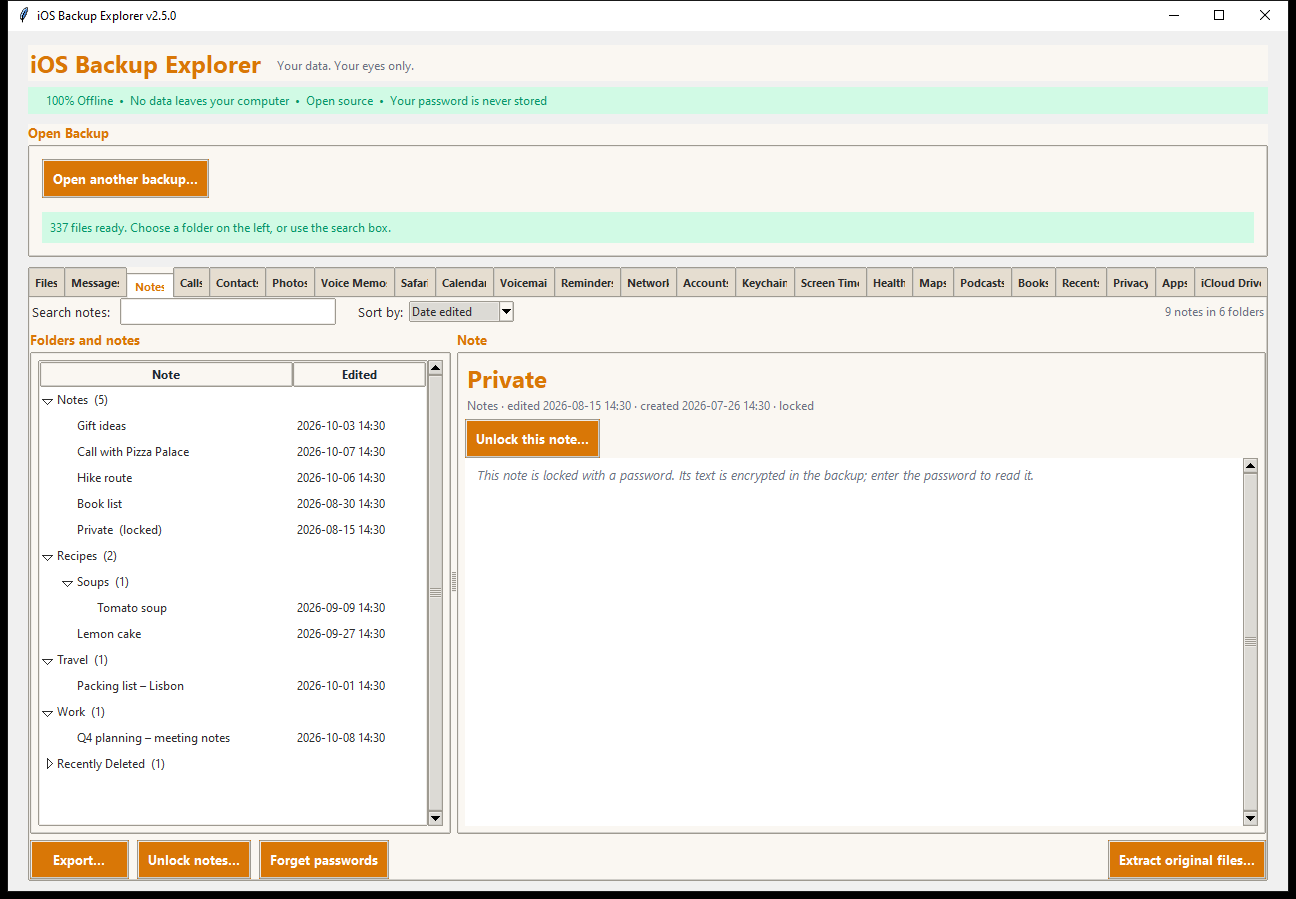 iOS Backup Explorer v2.5.0
iOS Backup Explorer Your data. Your eyes only.
100% Offline • No data leaves your computer • Open source • Your password is never stored
Open Backup
Open another backup...
337 files ready. Choose a folder on the left, or use the search box.
Files Messages Notes Calls Contacts Photos Voice Memo Safari Calendar Voicemai Reminders Network Accounts Keychain Screen Time Health Maps Podcasts Books Recents Privacy Apps iCloud Drive
Search notes: Sort by: Date edited 9 notes in 6 folders
Folders and notes
Note Edited
Notes (5)
Gift ideas 2026-10-03 14:30
Call with Pizza Palace 2026-10-07 14:30
Hike route 2026-10-06 14:30
Book list 2026-08-30 14:30
Private (locked) 2026-08-15 14:30
Recipes (2)
Soups (1)
Tomato soup 2026-09-09 14:30
Lemon cake 2026-09-27 14:30
Travel (1)
Packing list – Lisbon 2026-10-01 14:30
Work (1)
Q4 planning – meeting notes 2026-10-08 14:30
Recently Deleted (1)
Note
Private
Notes · edited 2026-08-15 14:30 · created 2026-07-26 14:30 · locked
Unlock this note...
This note is locked with a password. Its text is encrypted in the backup; enter the password to read it.
Export... Unlock notes... Forget passwords Extract original files...